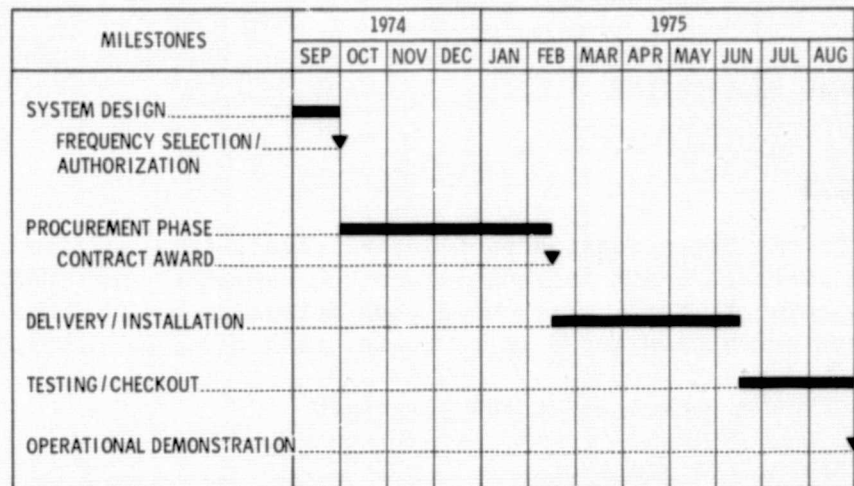 MILESTONES
1974 1975
SEP OCT NOV DEC JAN FEB MAR APR MAY JUN JUL AUG
SYSTEM DESIGN
FREQUENCY SELECTION/
AUTHORIZATION
PROCUREMENT PHASE
CONTRACT AWARD
DELIVERY/INSTALLATION
TESTING/CHECKOUT
OPERATIONAL DEMONSTRATION